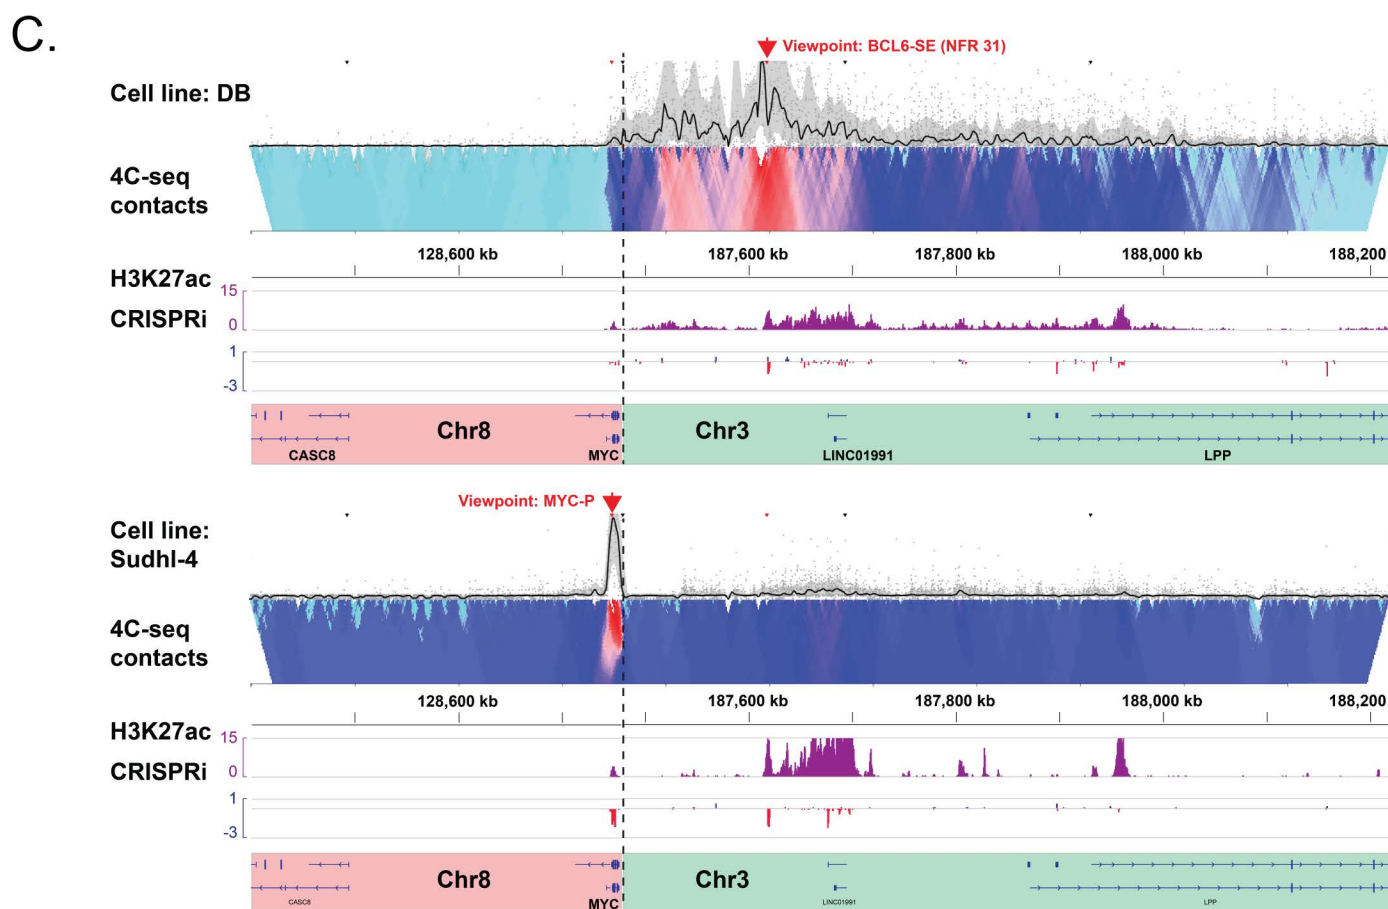 C.
Viewpoint: BCL6-SE (NFR 31)
Cell line: DB
4C-seq
contacts
128,600 kb 187,600 kb 187,800 kb 188,000 kb 188,200
H3K27ac
15
CRISPRi
0
1
-3
Chr8 Chr3
CASC8 MYC LINC01991 LPP
Viewpoint: MYC-P
Cell line:
Sudhl-4
4C-seq
contacts
128,600 kb 187,600 kb 187,800 kb 188,000 kb 188,200
H3K27ac
15
CRISPRi
0
1
-3
Chr8 Chr3
CASC8 MYC LINC01991 LPP